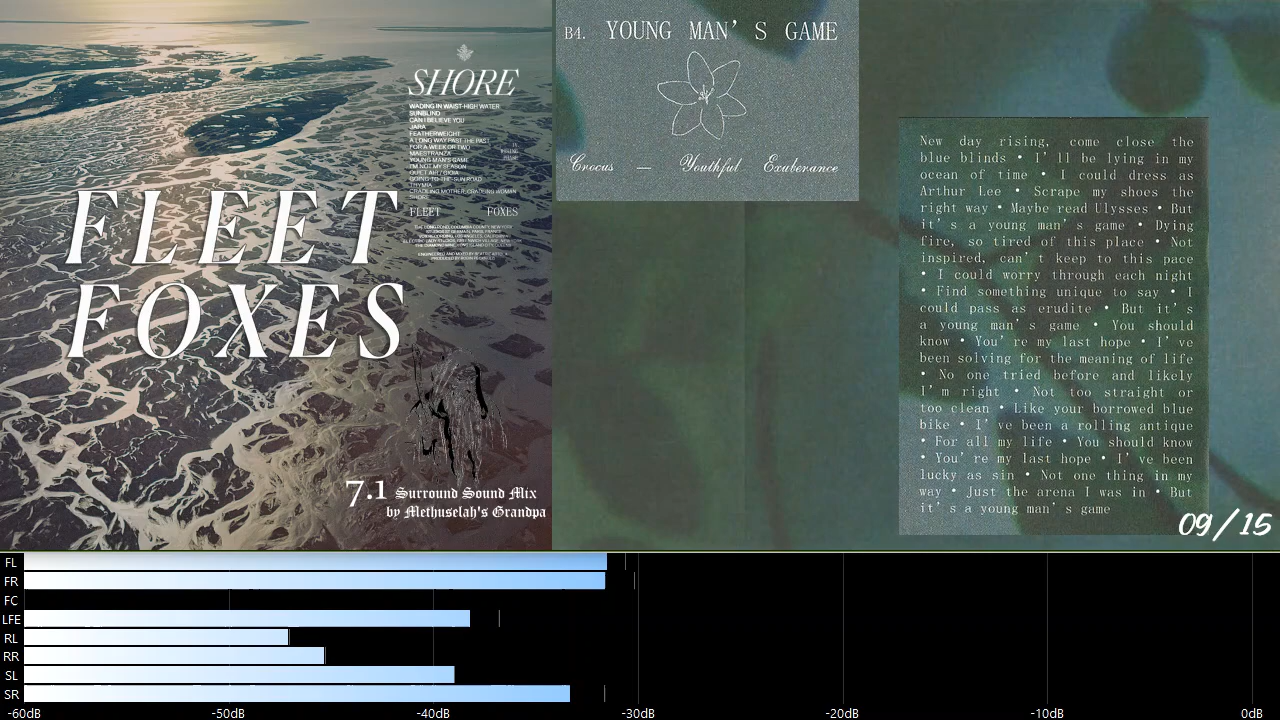 SHORE
WADING IN WAIST-HIGH WATER
SUNBLIND
CAN I BELIEVE YOU
JARA
FEATHERWEIGHT
A LONG WAY PAST THE PAST
FOR A WEEK OR TWO
MAESTRANZA
YOUNG MAN'S GAME
I'M NOT MY SEASON
QUIET AIR / GIOIA
GOING-TO-THE-SUN ROAD
THYMIA
CRADLING MOTHER, CRADLING WOMAN
SHORE
FLEET FOXES
FLEET
FOXES
7.1 Surround Sound Mix
by Methuselah's Grandpa
B4. YOUNG MAN'S GAME
Crocus — Youthful Exuberance
New day rising, come close the
blue blinds • I'll be lying in my
ocean of time • I could dress as
Arthur Lee • Scrape my shoes the
right way • Maybe read Ulysses • But
it's a young man's game • Dying
fire, so tired of this place • Not
inspired, can't keep to this pace
• I could worry through each night
• Find something unique to say • I
could pass as erudite • But it's
a young man's game • You should
know • You're my last hope • I've
been solving for the meaning of life
• No one tried before and likely
I'm right • Not too straight or
too clean • Like your borrowed blue
bike • I've been a rolling antique
• For all my life • You should know
• You're my last hope • I've been
lucky as sin • Not one thing in my
way • Just the arena I was in • But
it's a young man's game
09/15
FL
FR
FC
LFE
RL
RR
SL
SR
-60dB -50dB -40dB -30dB -20dB -10dB 0dB